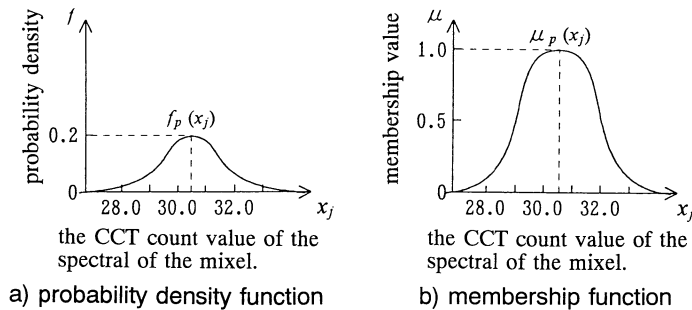 f
probability density
f_p (x_j)
0.2
0
28.0 30.0 32.0
x_j
the CCT count value of the
spectral of the mixel.
a) probability density function
μ
membership value
μ_p (x_j)
1.0
0.5
0
28.0 30.0 32.0
x_j
the CCT count value of the
spectral of the mixel.
b) membership function